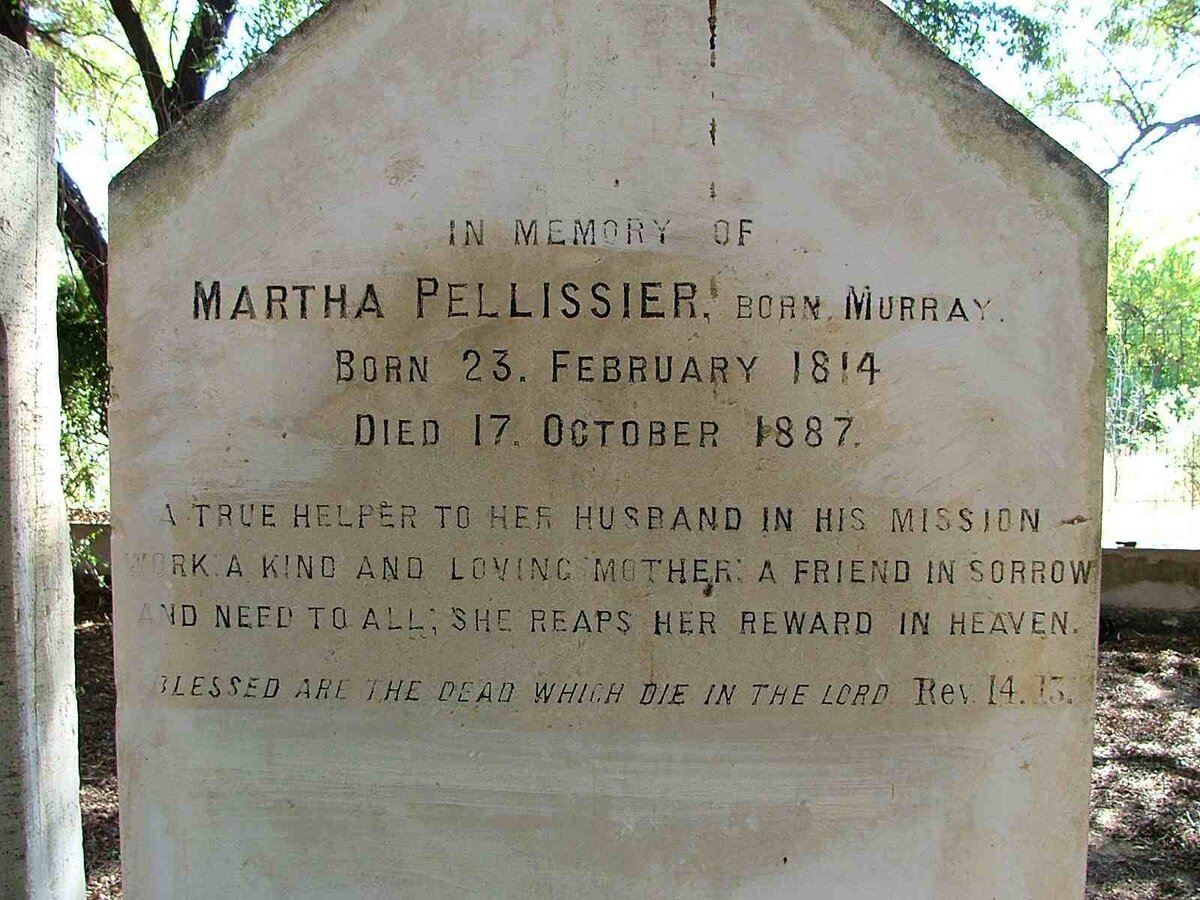 IN MEMORY OF
MARTHA PELLISSIER, BORN MURRAY.
BORN 23. FEBRUARY 1814
DIED 17. OCTOBER 1887.
A TRUE HELPER TO HER HUSBAND IN HIS MISSION
WORK. A KIND AND LOVING MOTHER: A FRIEND IN SORROW
AND NEED TO ALL; SHE REAPS HER REWARD IN HEAVEN.
BLESSED ARE THE DEAD WHICH DIE IN THE LORD Rev. 14.13.